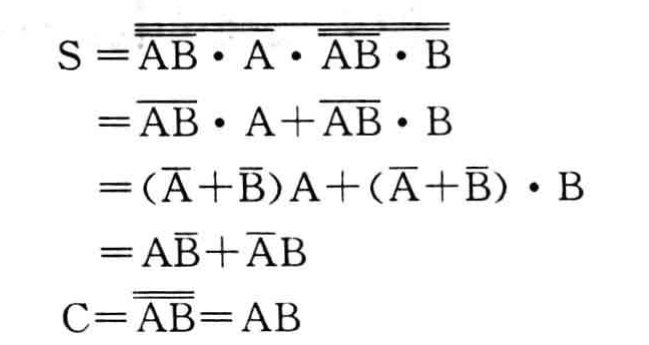 S = \overline{\overline{\overline{AB} · A} · \overline{\overline{AB} · B}}
= \overline{AB} · A + \overline{AB} · B
= (\overline{A} + \overline{B}) A + (\overline{A} + \overline{B}) · B
= A\overline{B} + \overline{A}B
C = \overline{\overline{AB}} = AB